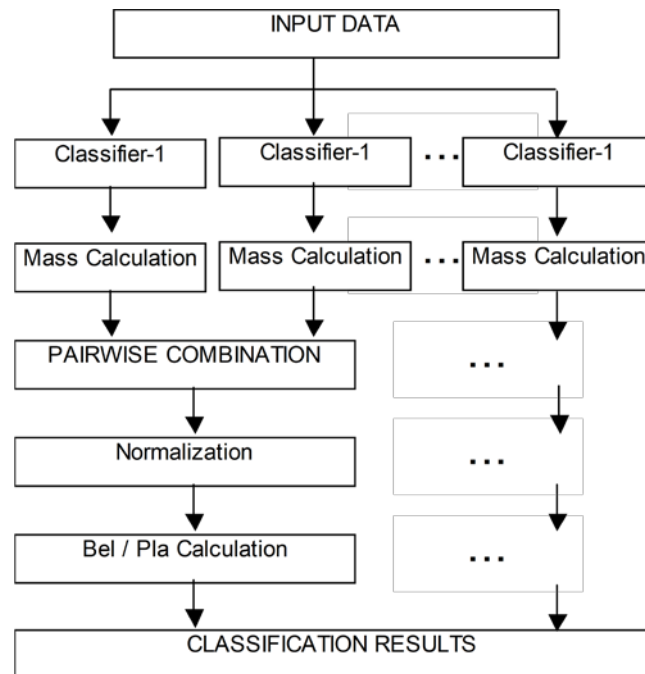 INPUT DATA
Classifier-1
Classifier-1
...
Classifier-1
Mass Calculation
Mass Calculation
...
Mass Calculation
PAIRWISE COMBINATION
...
Normalization
...
Bel / Pla Calculation
...
CLASSIFICATION RESULTS